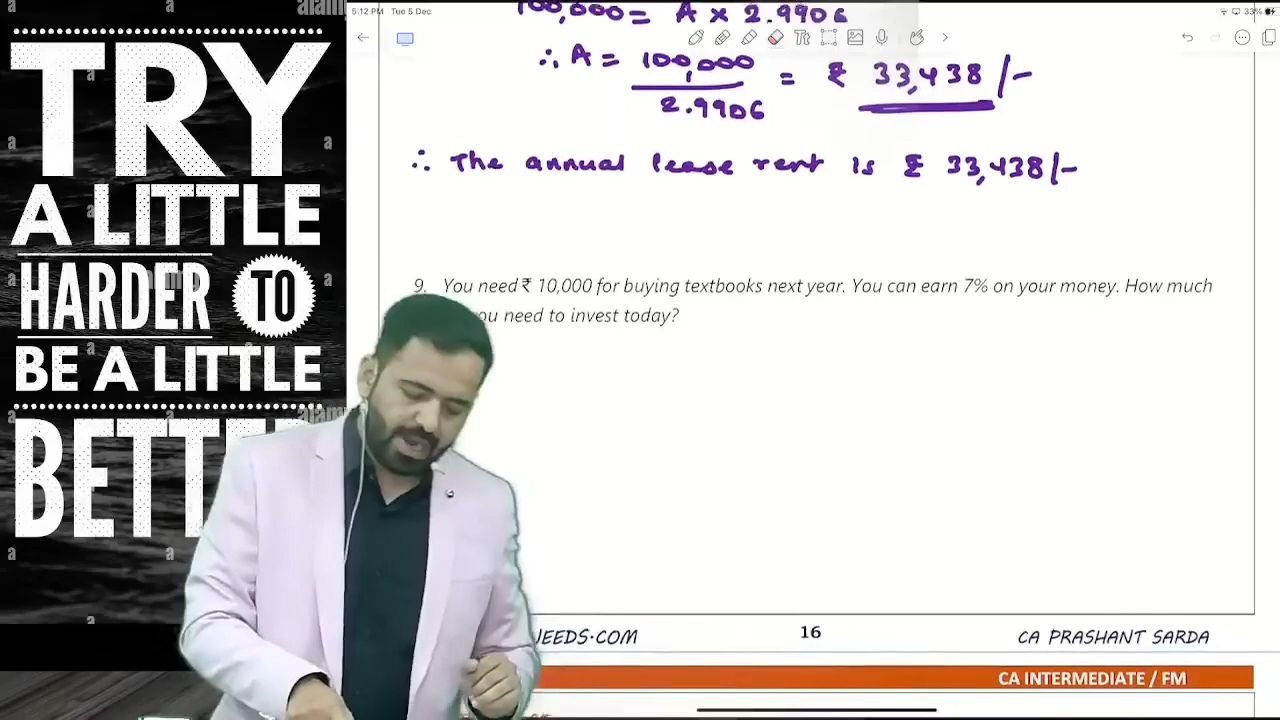 TRY
A LITTLE
HARDER TO
BE A LITTLE
5:12 PM Tue 5 Dec
33%
100,000 = A × 2.9906
∴ A = 100,000 / 2.9906 = ₹ 33,438/-
∴ The annual lease rent is ₹ 33,438/-
9. You need ₹ 10,000 for buying textbooks next year. You can earn 7% on your money. How much
you need to invest today?
16
CA PRASHANT SARDA
CA INTERMEDIATE / FM